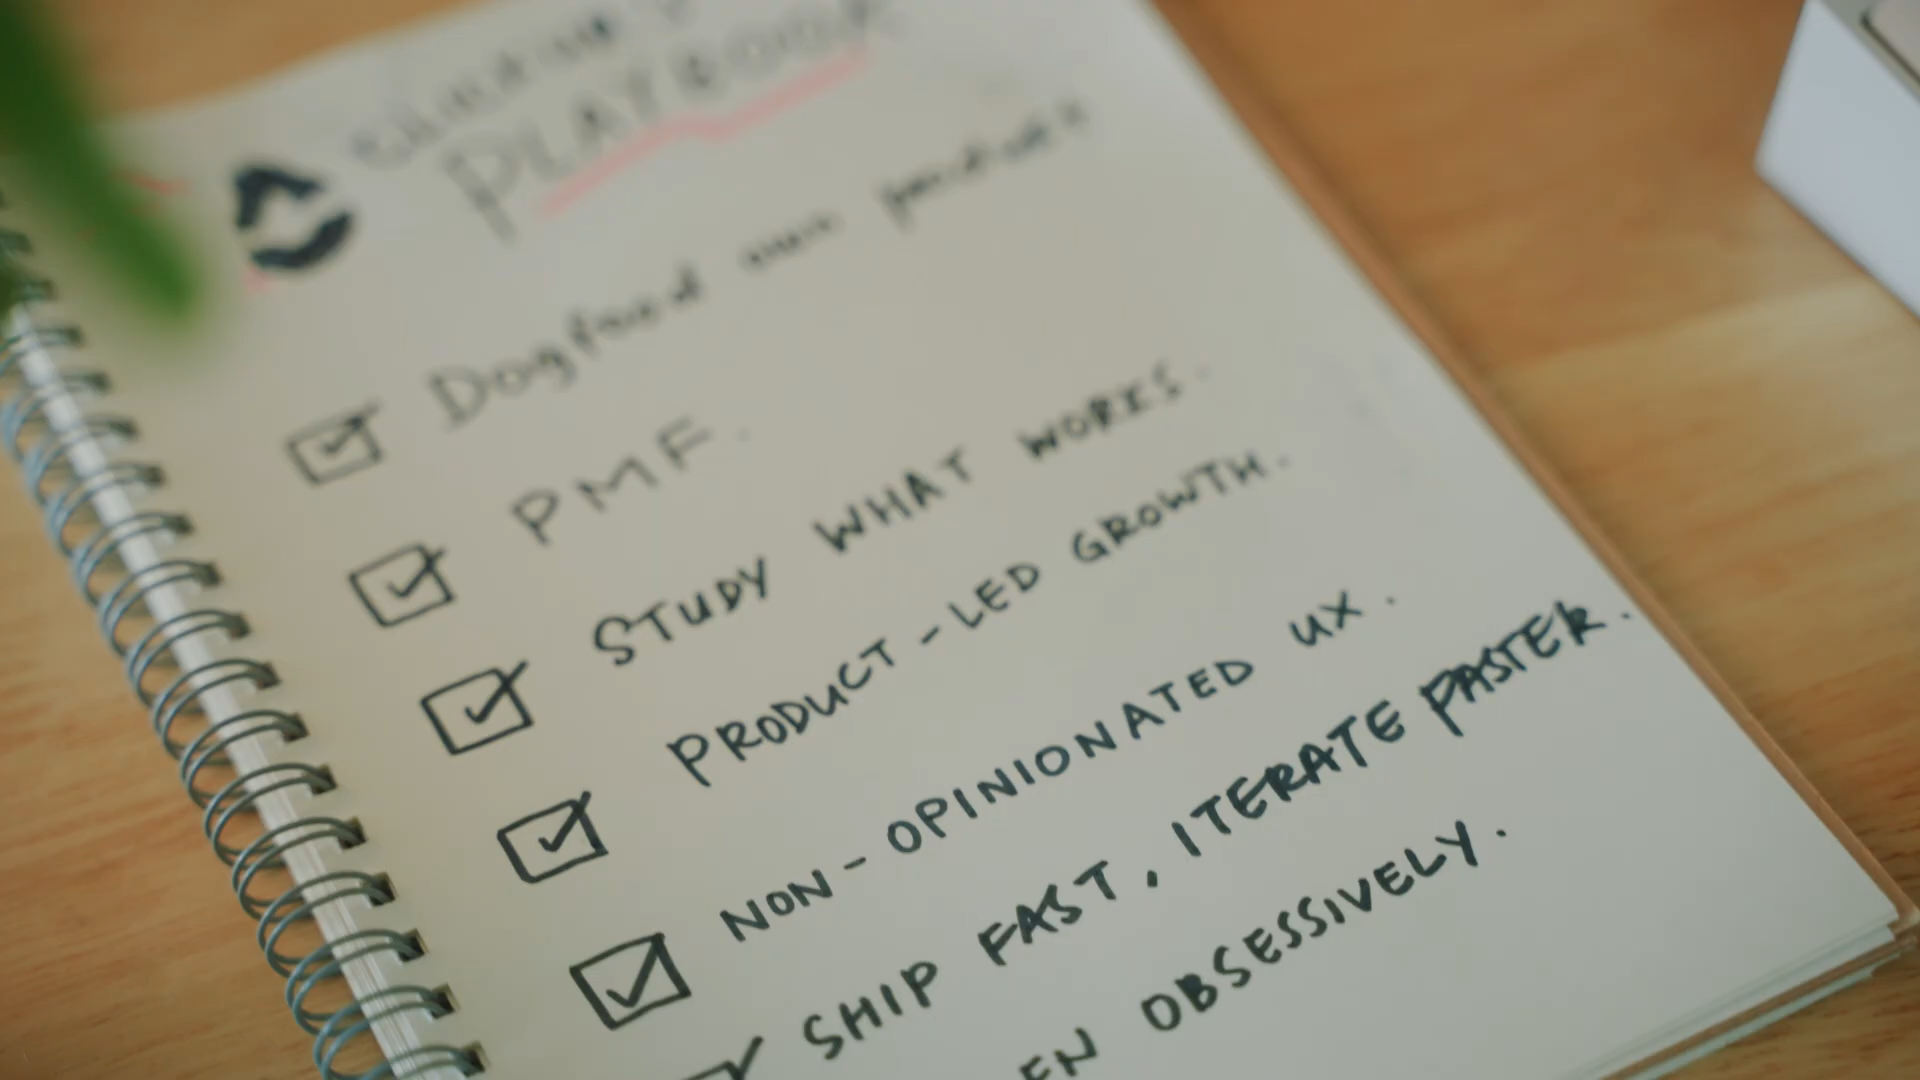 PLAYBOOK
Dogfood own product
PMF.
STUDY WHAT WORKS.
PRODUCT-LED GROWTH.
NON-OPINIONATED UX.
SHIP FAST, ITERATE FASTER.
OBSESSIVELY.